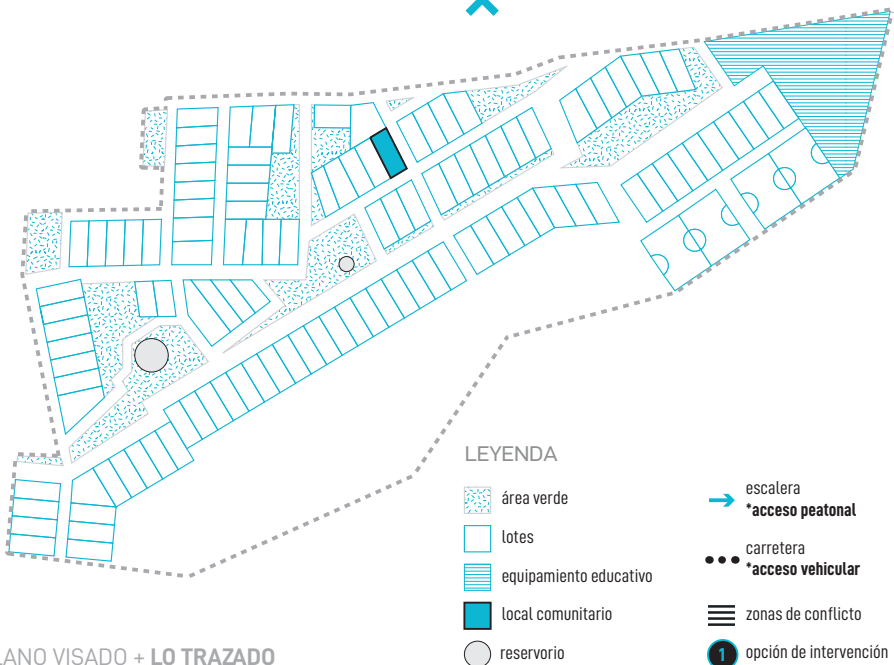 LEYENDA
área verde
lotes
equipamiento educativo
local comunitario
reservorio
escalera
*acceso peatonal
carretera
*acceso vehicular
zonas de conflicto
1 opción de intervención
LANO VISADO + LO TRAZADO